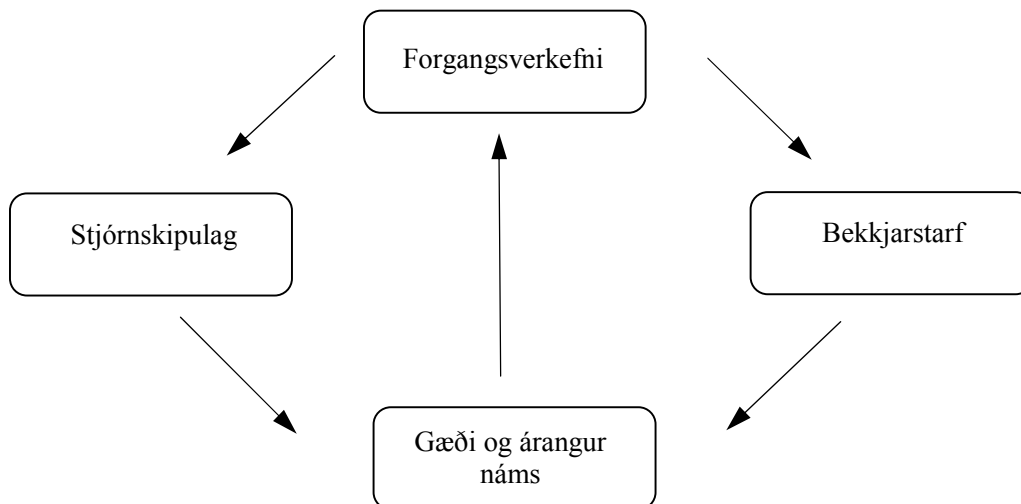 Forgangsverkefni
Stjórnskipulag
Bekkjarstarf
Gæði og árangur
náms